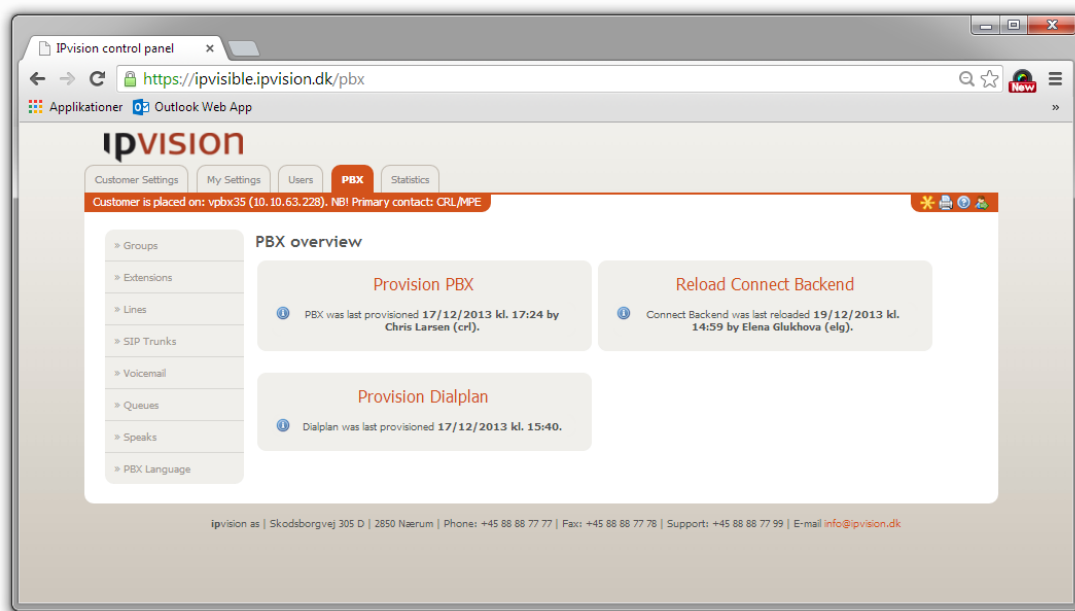 IPvision control panel
https://ipvisible.ipvision.dk/pbx
New
Applikationer Outlook Web App »
ipvision
Customer Settings My Settings Users PBX Statistics
Customer is placed on: vpbx35 (10.10.63.228). NB! Primary contact: CRL/MPE
» Groups
» Extensions
» Lines
» SIP Trunks
» Voicemail
» Queues
» Speaks
» PBX Language
PBX overview
Provision PBX
PBX was last provisioned 17/12/2013 kl. 17:24 by
Chris Larsen (crl).
Reload Connect Backend
Connect Backend was last reloaded 19/12/2013 kl.
14:59 by Elena Glukhova (elg).
Provision Dialplan
Dialplan was last provisioned 17/12/2013 kl. 15:40.
ipvision as | Skodsborgvej 305 D | 2850 Nærum | Phone: +45 88 88 77 77 | Fax: +45 88 88 77 78 | Support: +45 88 88 77 99 | E-mail info@ipvision.dk